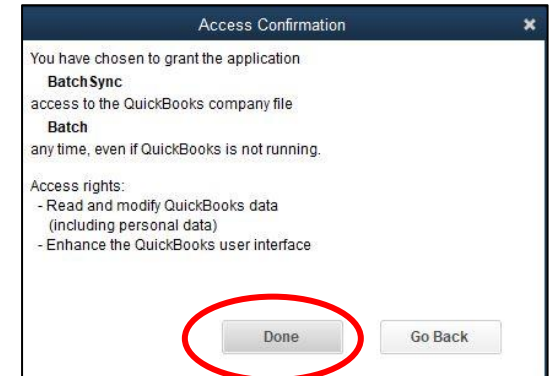 Access Confirmation
You have chosen to grant the application
BatchSync
access to the QuickBooks company file
Batch
any time, even if QuickBooks is not running.
Access rights:
- Read and modify QuickBooks data
(including personal data)
- Enhance the QuickBooks user interface
Done Go Back